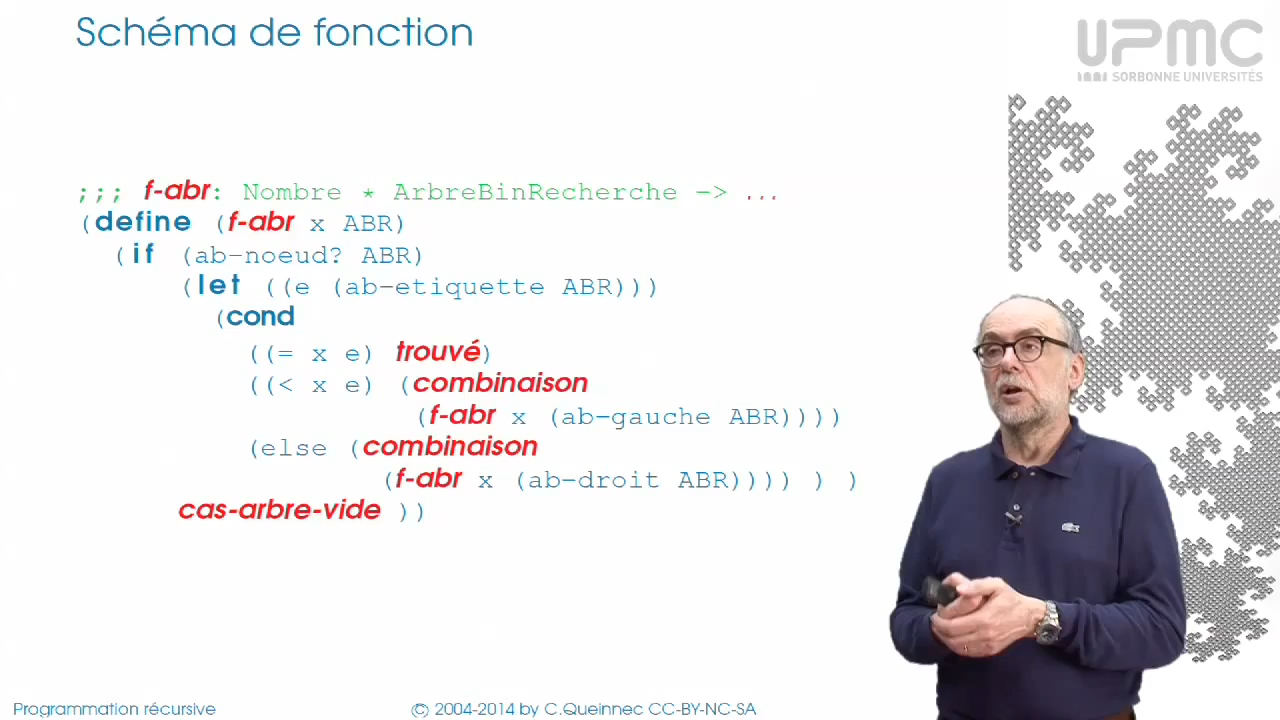 Schéma de fonction
UPMC
SORBONNE UNIVERSITÉS
;;; f-abr: Nombre * ArbreBinRecherche -> ...
(define (f-abr x ABR)
(if (ab-noeud? ABR)
(let ((e (ab-etiquette ABR)))
(cond
((= x e) trouvé)
((< x e) (combinaison
(f-abr x (ab-gauche ABR))))
(else (combinaison
(f-abr x (ab-droit ABR)))) ) )
cas-arbre-vide ))
Programmation récursive
© 2004-2014 by C.Queinnec CC-BY-NC-SA